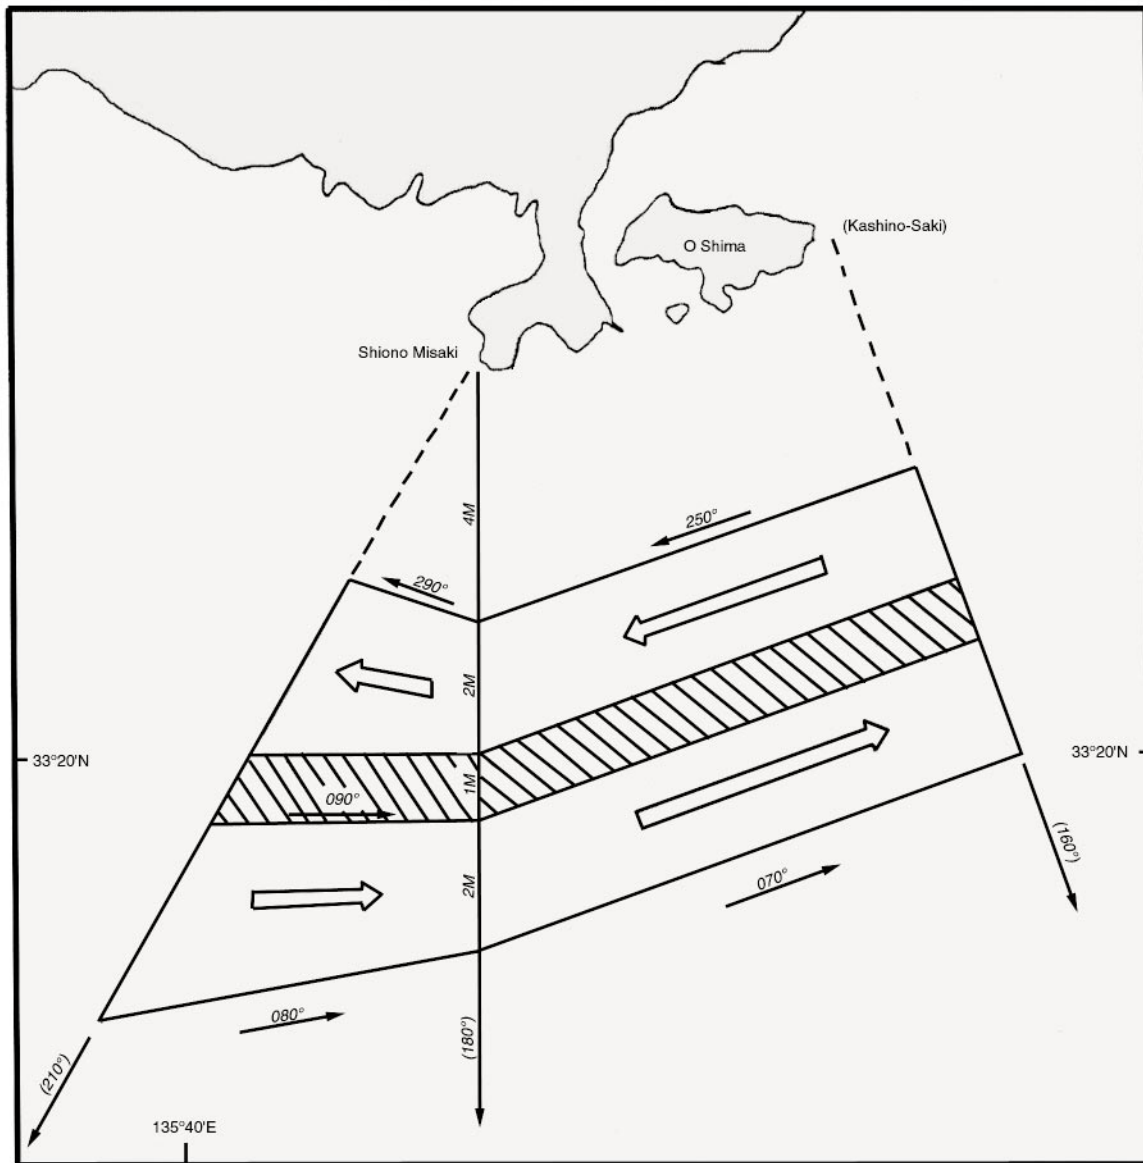 (Kashino-Saki)
O Shima
Shiono Misaki
4M
250°
290°
2M
33°20'N
33°20'N
1M
090°
(160°)
070°
2M
080°
(180°)
(210°)
135°40'E